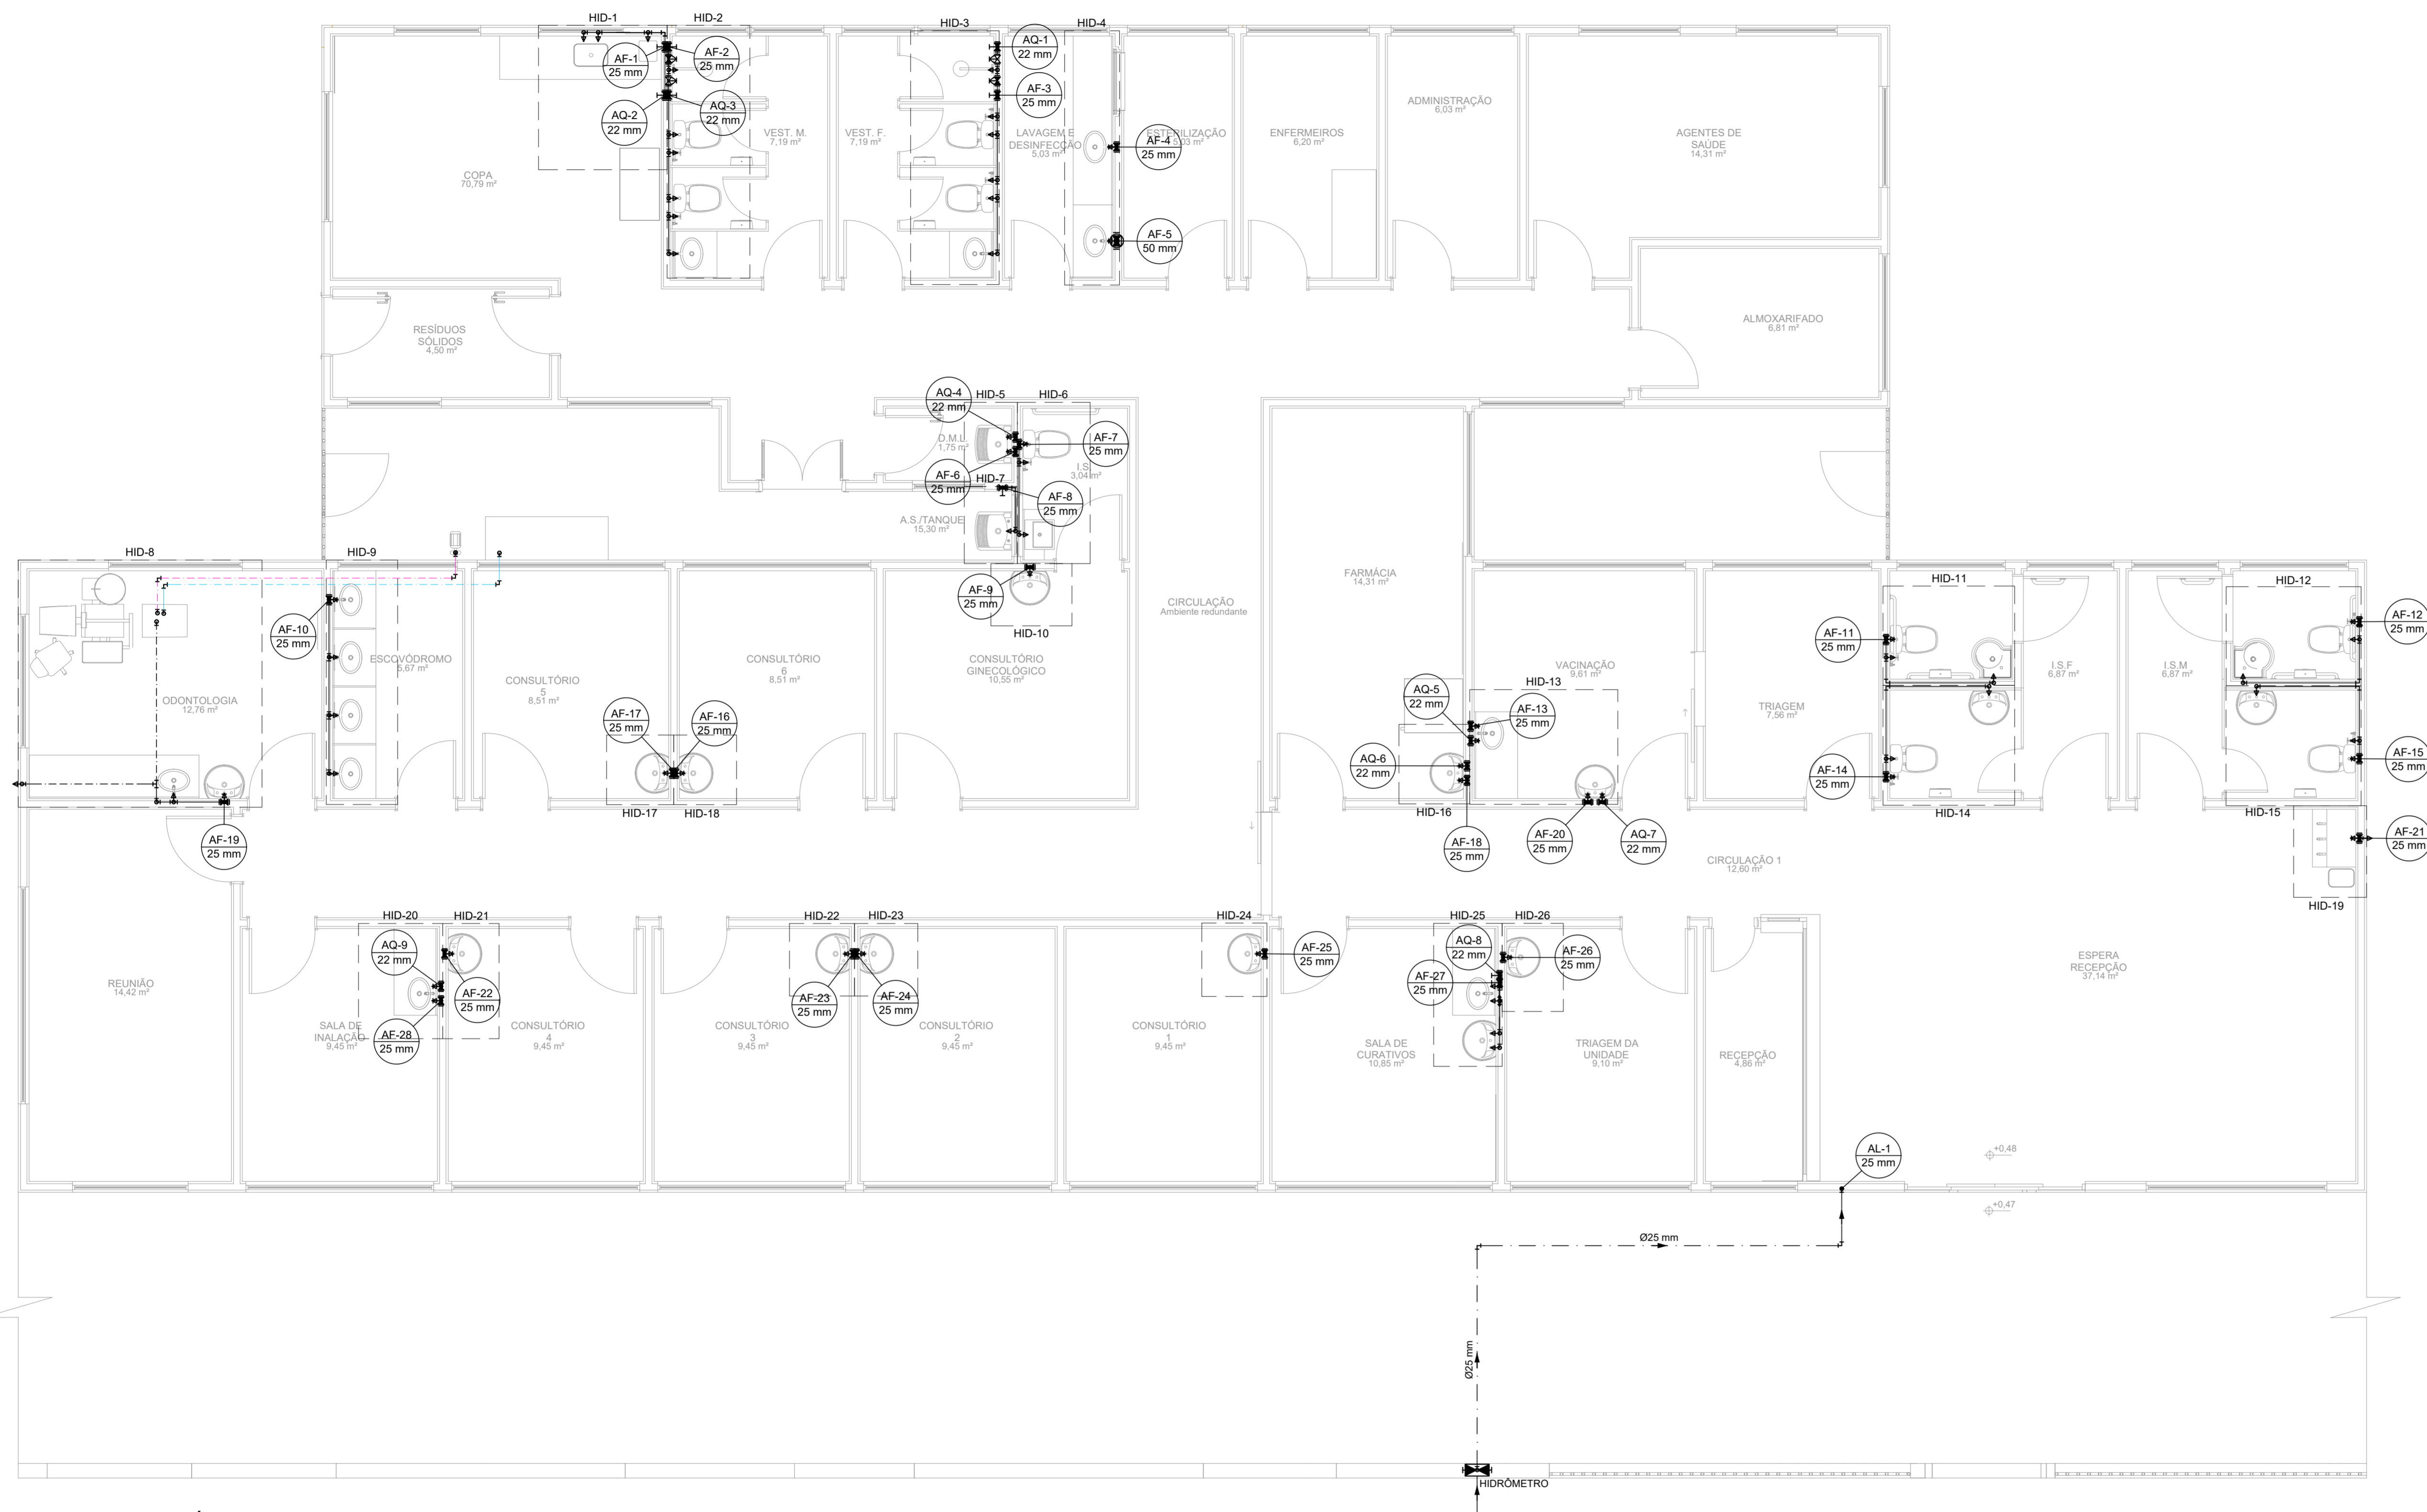 HID-1
HID-2
HID-3
HID-4
AF-1
25 mm
AF-2
25 mm
AQ-1
22 mm
AF-3
25 mm
AQ-2
22 mm
AQ-3
22 mm
VEST. M.
7,19 m²
VEST. F.
7,19 m²
LAVAGEM E
DESINFECÇÃO
5,03 m²
ESTERILIZAÇÃO
5,03 m²
AF-4
25 mm
AF-5
50 mm
ENFERMEIROS
6,20 m²
ADMINISTRAÇÃO
6,03 m²
AGENTES DE
SAÚDE
14,31 m²
COPA
70,79 m²
RESÍDUOS
SÓLIDOS
4,50 m²
ALMOXARIFADO
6,81 m²
AQ-4
22 mm
HID-5
HID-6
D.M.L.
1,75 m²
AF-7
25 mm
I.S.
3,04 m²
AF-6
25 mm
HID-7
AF-8
25 mm
A.S./TANQUE
15,30 m²
HID-8
HID-9
AF-9
25 mm
HID-10
AF-10
25 mm
ESCOVÓDROMO
5,67 m²
ODONTOLOGIA
12,76 m²
CONSULTÓRIO
5
8,51 m²
CONSULTÓRIO
6
8,51 m²
CONSULTÓRIO
GINECOLÓGICO
10,55 m²
CIRCULAÇÃO
Ambiente redundante
FARMÁCIA
14,31 m²
VACINAÇÃO
9,61 m²
HID-13
TRIAGEM
7,56 m²
HID-11
HID-12
AF-11
25 mm
AF-12
25 mm
I.S.F
6,87 m²
I.S.M
6,87 m²
AF-17
25 mm
AF-16
25 mm
AQ-5
22 mm
AF-13
25 mm
AQ-6
22 mm
AF-14
25 mm
AF-15
25 mm
HID-17
HID-18
HID-16
HID-14
HID-15
AF-19
25 mm
AF-18
25 mm
AF-20
25 mm
AQ-7
22 mm
AF-21
25 mm
CIRCULAÇÃO 1
12,60 m²
HID-19
HID-20
HID-21
HID-22
HID-23
HID-24
HID-25
HID-26
AQ-9
22 mm
AF-22
25 mm
AF-28
25 mm
AF-23
25 mm
AF-24
25 mm
AF-25
25 mm
AQ-8
22 mm
AF-26
25 mm
AF-27
25 mm
REUNIÃO
14,42 m²
SALA DE
INALAÇÃO
9,45 m²
CONSULTÓRIO
4
9,45 m²
CONSULTÓRIO
3
9,45 m²
CONSULTÓRIO
2
9,45 m²
CONSULTÓRIO
1
9,45 m²
SALA DE
CURATIVOS
10,85 m²
TRIAGEM DA
UNIDADE
9,10 m²
RECEPÇÃO
4,86 m²
ESPERA
RECEPÇÃO
37,14 m²
AL-1
25 mm
+0,48
+0,47
Ø25 mm
Ø25 mm
HIDRÔMETRO